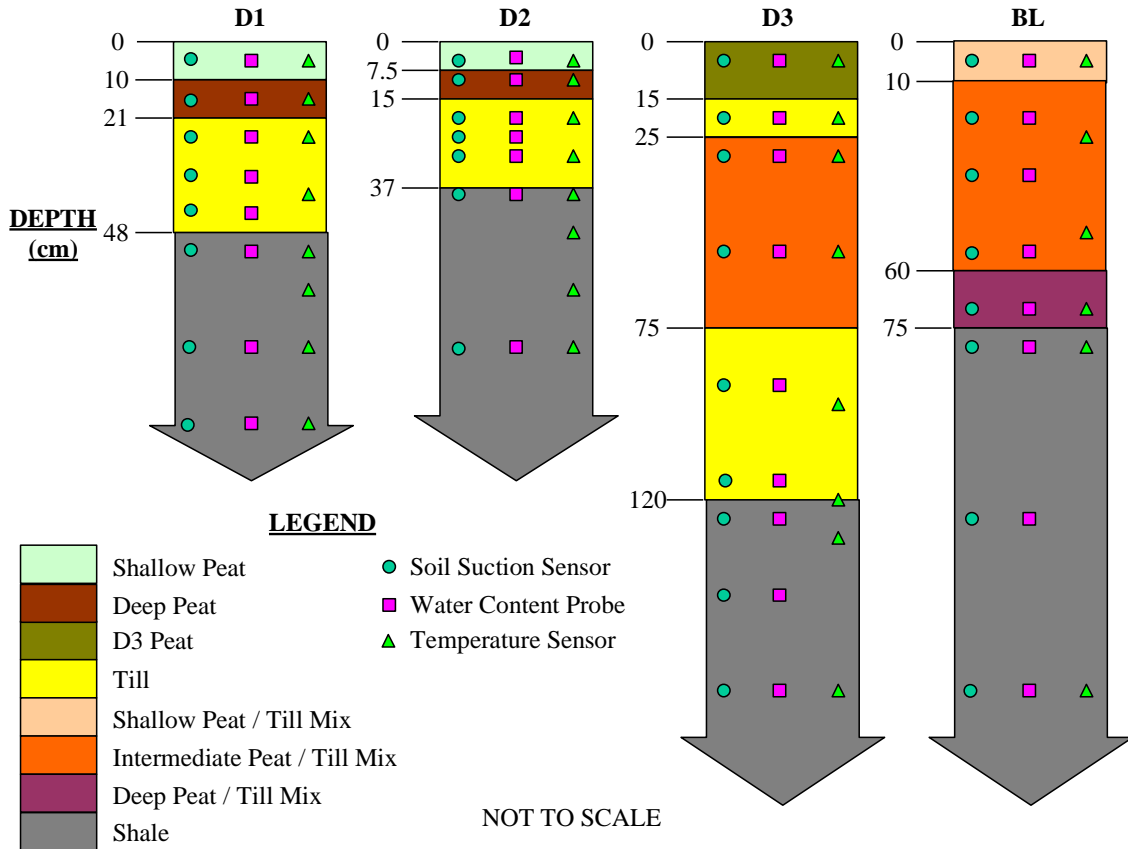 D1 D2 D3 BL
0 0 0 0
7.5
10 10
15 15
21
25
37
48
DEPTH
(cm)
60
75 75
120
LEGEND
Shallow Peat
Deep Peat
D3 Peat
Till
Shallow Peat / Till Mix
Intermediate Peat / Till Mix
Deep Peat / Till Mix
Shale
Soil Suction Sensor
Water Content Probe
Temperature Sensor
NOT TO SCALE